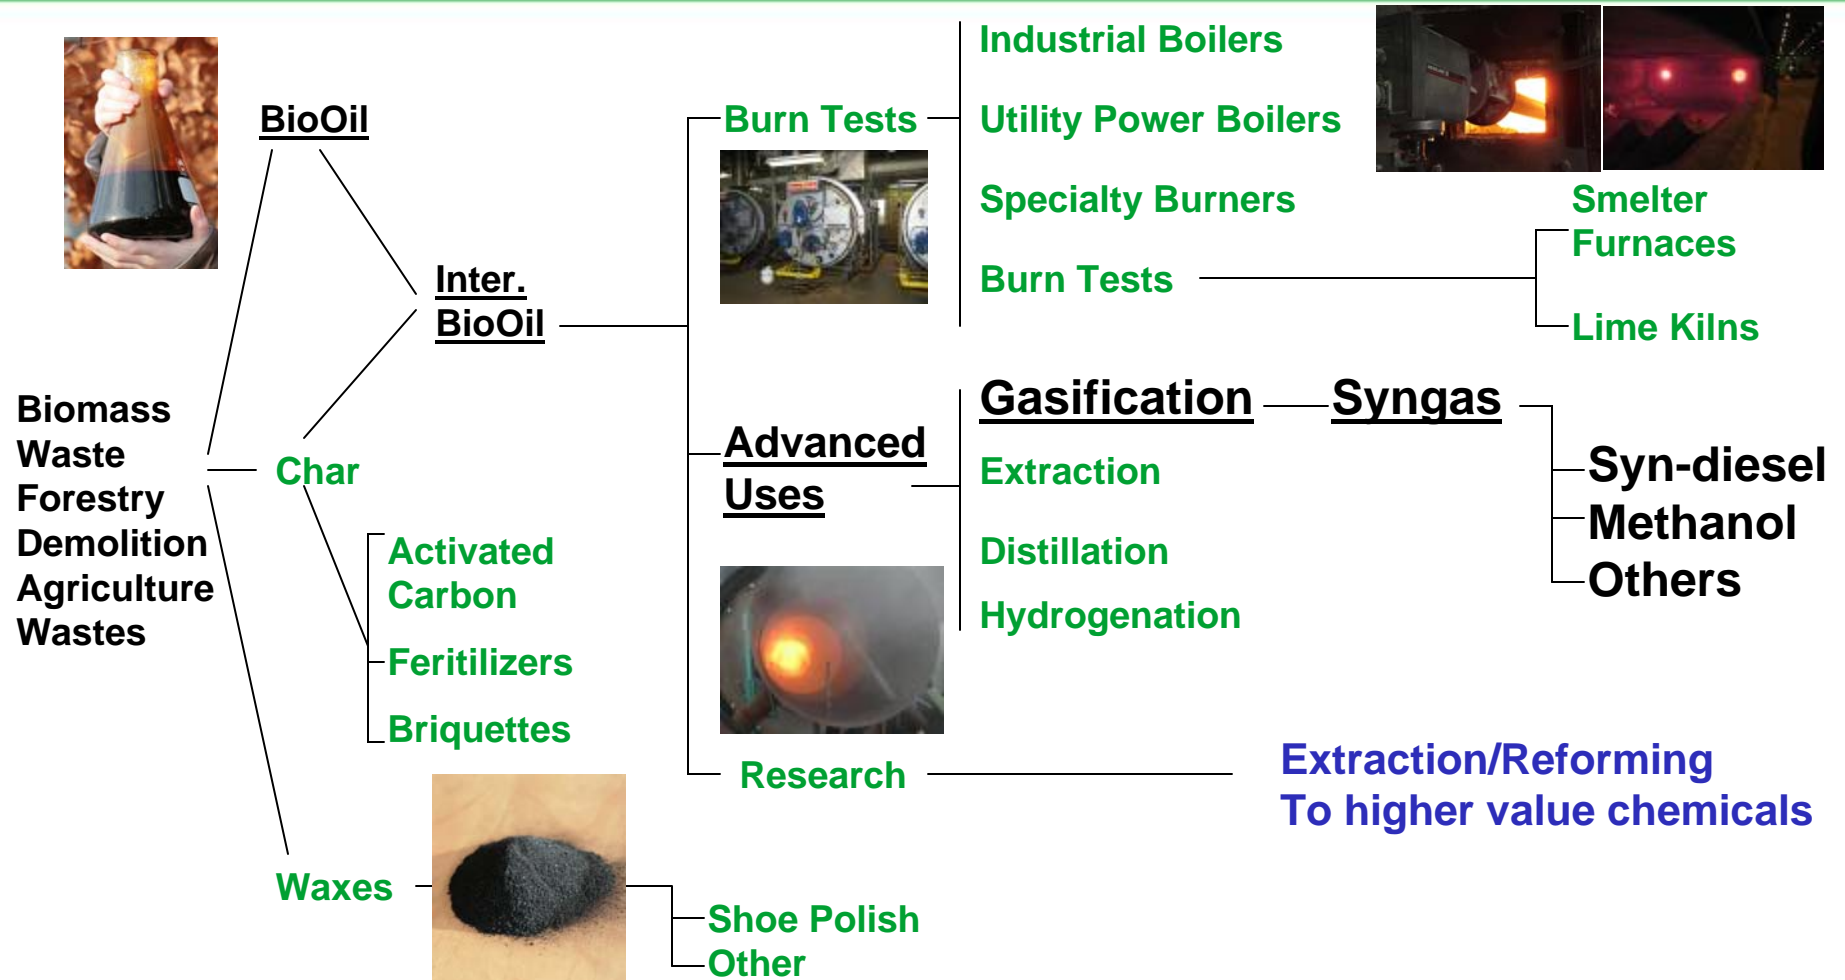 BioOil
Inter.
BioOil
Biomass
Waste
Forestry
Demolition
Agriculture
Wastes
Char
Activated
Carbon
Feritilizers
Briquettes
Waxes
Shoe Polish
Other
Burn Tests
Industrial Boilers
Utility Power Boilers
Specialty Burners
Burn Tests
Smelter
Furnaces
Lime Kilns
Advanced
Uses
Gasification
Syngas
Extraction
Distillation
Hydrogenation
Syn-diesel
Methanol
Others
Research
Extraction/Reforming
To higher value chemicals